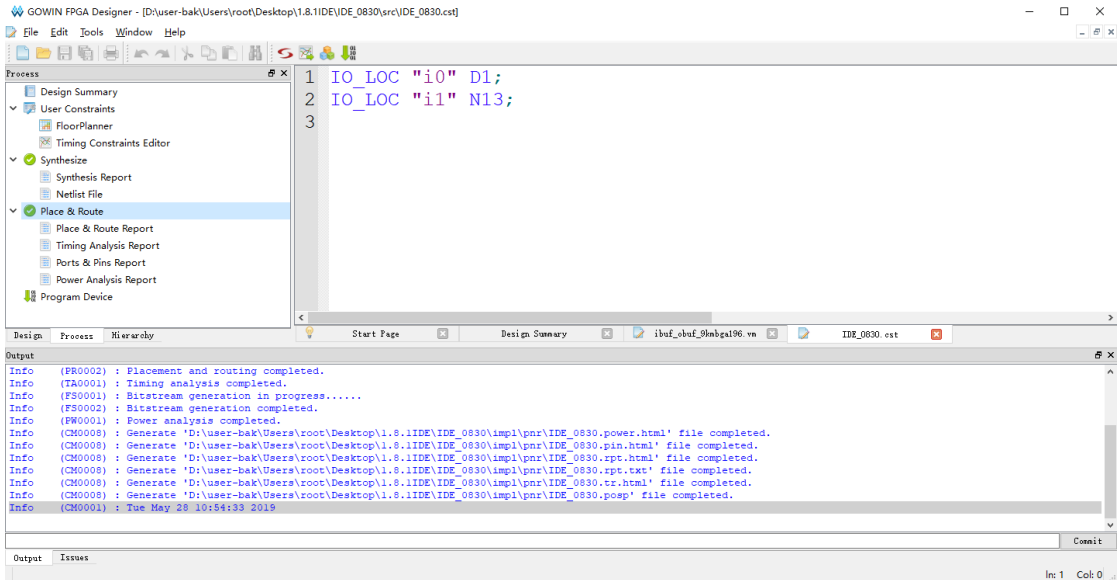 GOWIN FPGA Designer - [D:\user-bak\Users\root\Desktop\1.8.1IDE\IDE_0830\src\IDE_0830.cst]
File Edit Tools Window Help
Process
Design Summary
User Constraints
FloorPlanner
Timing Constraints Editor
Synthesize
Synthesis Report
Netlist File
Place & Route
Place & Route Report
Timing Analysis Report
Ports & Pins Report
Power Analysis Report
Program Device
Design Process Hierarchy
1 IO_LOC "i0" D1;
2 IO_LOC "i1" N13;
3
Start Page Design Summary ibuf_obuf_9kmbga196.vm IDE_0830.cst
Output
Info (PR0002) : Placement and routing completed.
Info (TA0001) : Timing analysis completed.
Info (FS0001) : Bitstream generation in progress......
Info (FS0002) : Bitstream generation completed.
Info (PW0001) : Power analysis completed.
Info (CM0008) : Generate 'D:\user-bak\Users\root\Desktop\1.8.1IDE\IDE_0830\impl\pnr\IDE_0830.power.html' file completed.
Info (CM0008) : Generate 'D:\user-bak\Users\root\Desktop\1.8.1IDE\IDE_0830\impl\pnr\IDE_0830.pin.html' file completed.
Info (CM0008) : Generate 'D:\user-bak\Users\root\Desktop\1.8.1IDE\IDE_0830\impl\pnr\IDE_0830.rpt.html' file completed.
Info (CM0008) : Generate 'D:\user-bak\Users\root\Desktop\1.8.1IDE\IDE_0830\impl\pnr\IDE_0830.rpt.txt' file completed.
Info (CM0008) : Generate 'D:\user-bak\Users\root\Desktop\1.8.1IDE\IDE_0830\impl\pnr\IDE_0830.tr.html' file completed.
Info (CM0008) : Generate 'D:\user-bak\Users\root\Desktop\1.8.1IDE\IDE_0830\impl\pnr\IDE_0830.posp' file completed.
Info (CM0001) : Tue May 28 10:54:33 2019
Commit
Output Issues
ln: 1 Col: 0